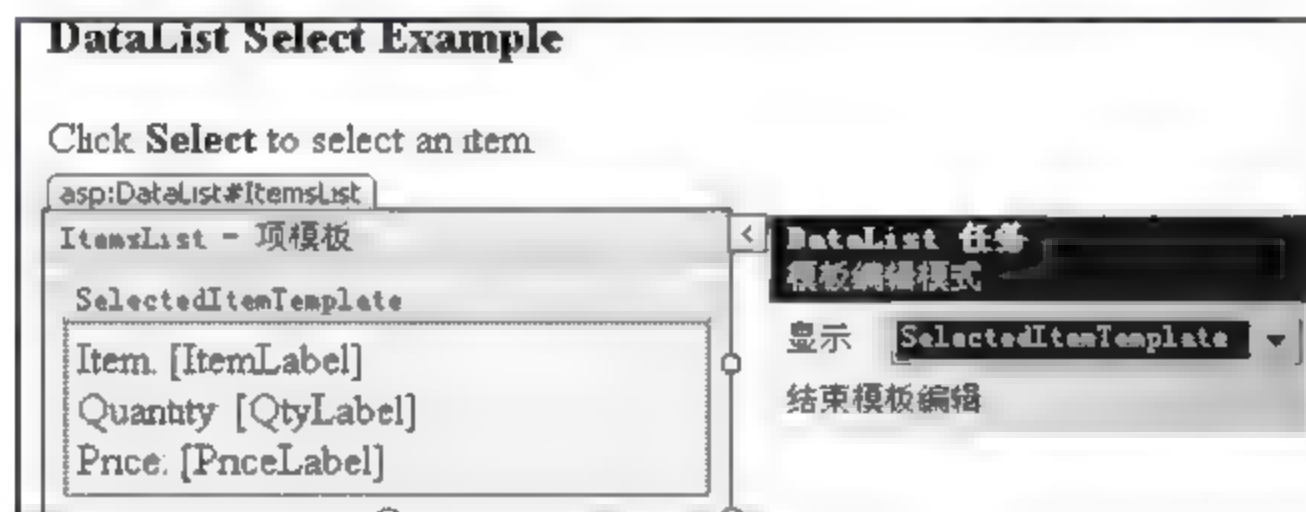 DataList Select Example
Click Select to select an item
asp:DataList#ItemsList
ItemsList - 项模板
SelectedItemTemplate
Item: [ItemLabel]
Quantity: [QtyLabel]
Price: [PriceLabel]
DataList 任务
模板编辑模式
显示 SelectedItemTemplate
结束模板编辑